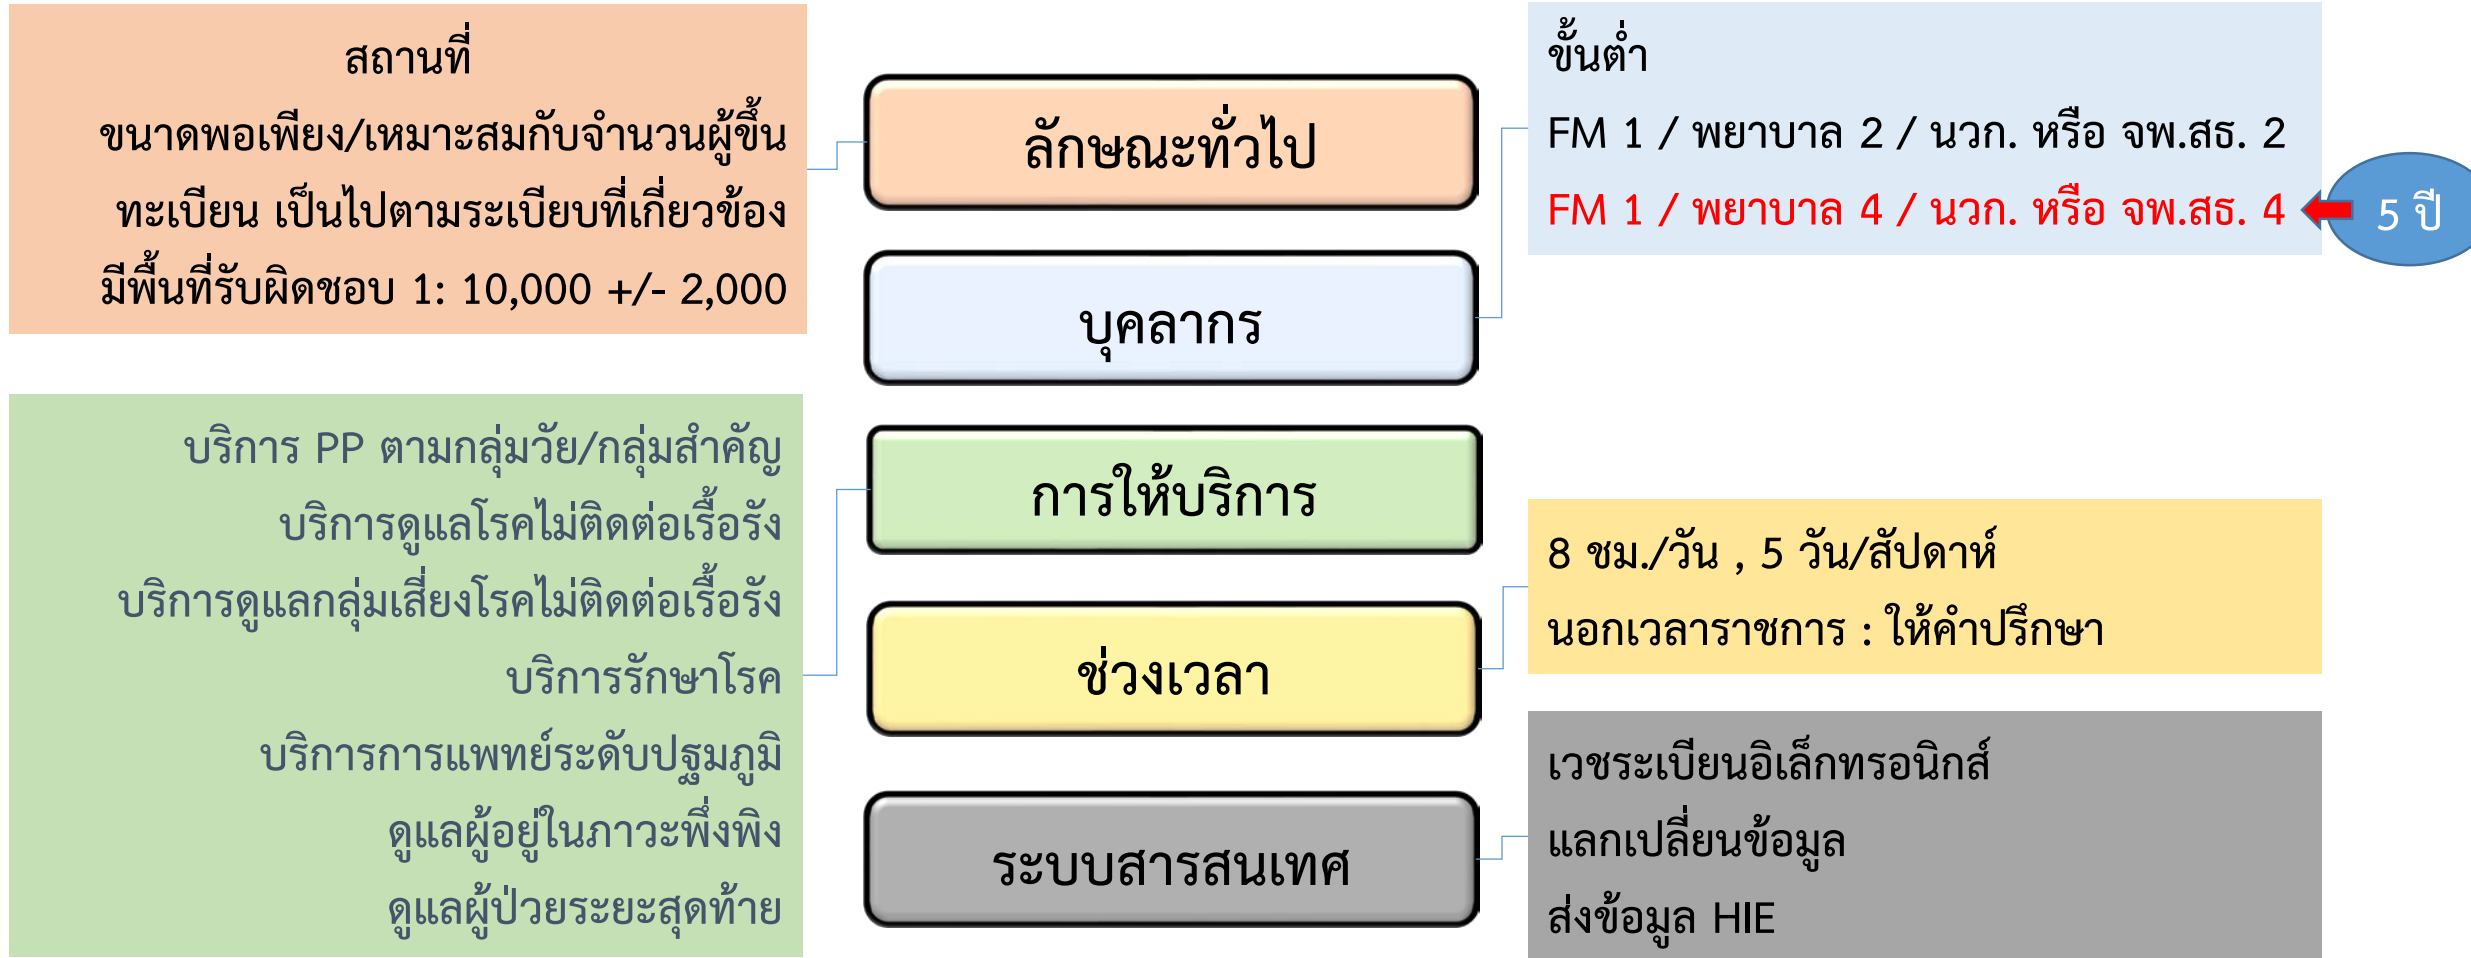 สถานที่
ขนาดพอเพียง/เหมาะสมกับจำนวนผู้ขึ้น
ทะเบียน เป็นไปตามระเบียบที่เกี่ยวข้อง
มีพื้นที่รับผิดชอบ 1: 10,000 +/- 2,000
ลักษณะทั่วไป
ขั้นต่ำ
FM 1 / พยาบาล 2 / นวก. หรือ จพ.สธ. 2
FM 1 / พยาบาล 4 / นวก. หรือ จพ.สธ. 4
5 ปี
บุคลากร
บริการ PP ตามกลุ่มวัย/กลุ่มสำคัญ
บริการดูแลโรคไม่ติดต่อเรื้อรัง
บริการดูแลกลุ่มเสี่ยงโรคไม่ติดต่อเรื้อรัง
บริการรักษาโรค
บริการการแพทย์ระดับปฐมภูมิ
ดูแลผู้อยู่ในภาวะพึ่งพิง
ดูแลผู้ป่วยระยะสุดท้าย
การให้บริการ
8 ชม./วัน , 5 วัน/สัปดาห์
นอกเวลาราชการ : ให้คำปรึกษา
ช่วงเวลา
เวชระเบียนอิเล็กทรอนิกส์
แลกเปลี่ยนข้อมูล
ส่งข้อมูล HIE
ระบบสารสนเทศ